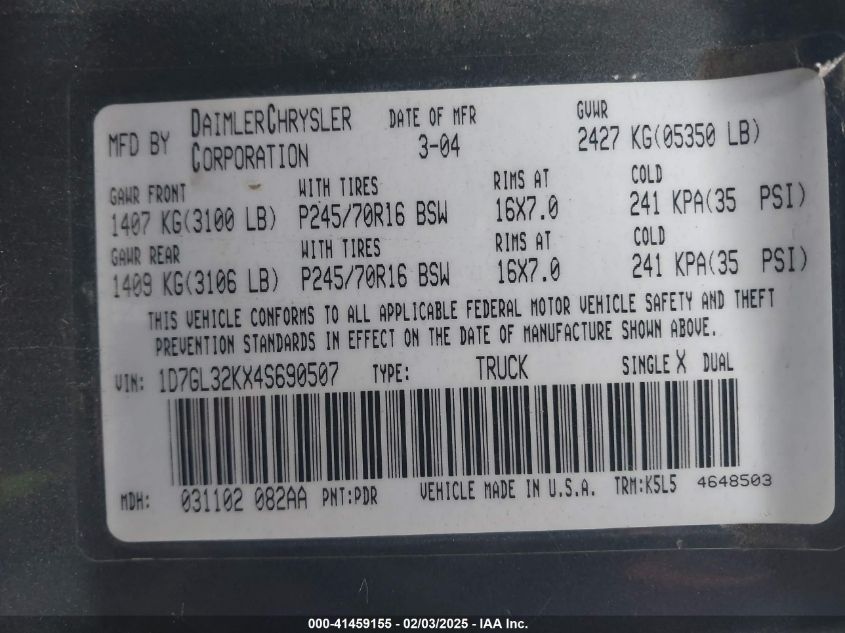 MFD BY DAIMLERCHRYSLER CORPORATION DATE OF MFR 3-04 GVWR 2427 KG(05350 LB)
GAWR FRONT WITH TIRES RIMS AT COLD
1407 KG(3100 LB) P245/70R16 BSW 16X7.0 241 KPA(35 PSI)
GAWR REAR WITH TIRES RIMS AT COLD
1409 KG(3106 LB) P245/70R16 BSW 16X7.0 241 KPA(35 PSI)
THIS VEHICLE CONFORMS TO ALL APPLICABLE FEDERAL MOTOR VEHICLE SAFETY AND THEFT
PREVENTION STANDARDS IN EFFECT ON THE DATE OF MANUFACTURE SHOWN ABOVE.
VIN: 1D7GL32KX4S690507 TYPE: TRUCK SINGLE X DUAL
MDH: 031102 082AA PNT:PDR VEHICLE MADE IN U.S.A. TRM:K5L5 4648503
000-41459155 - 02/03/2025 - IAA Inc.